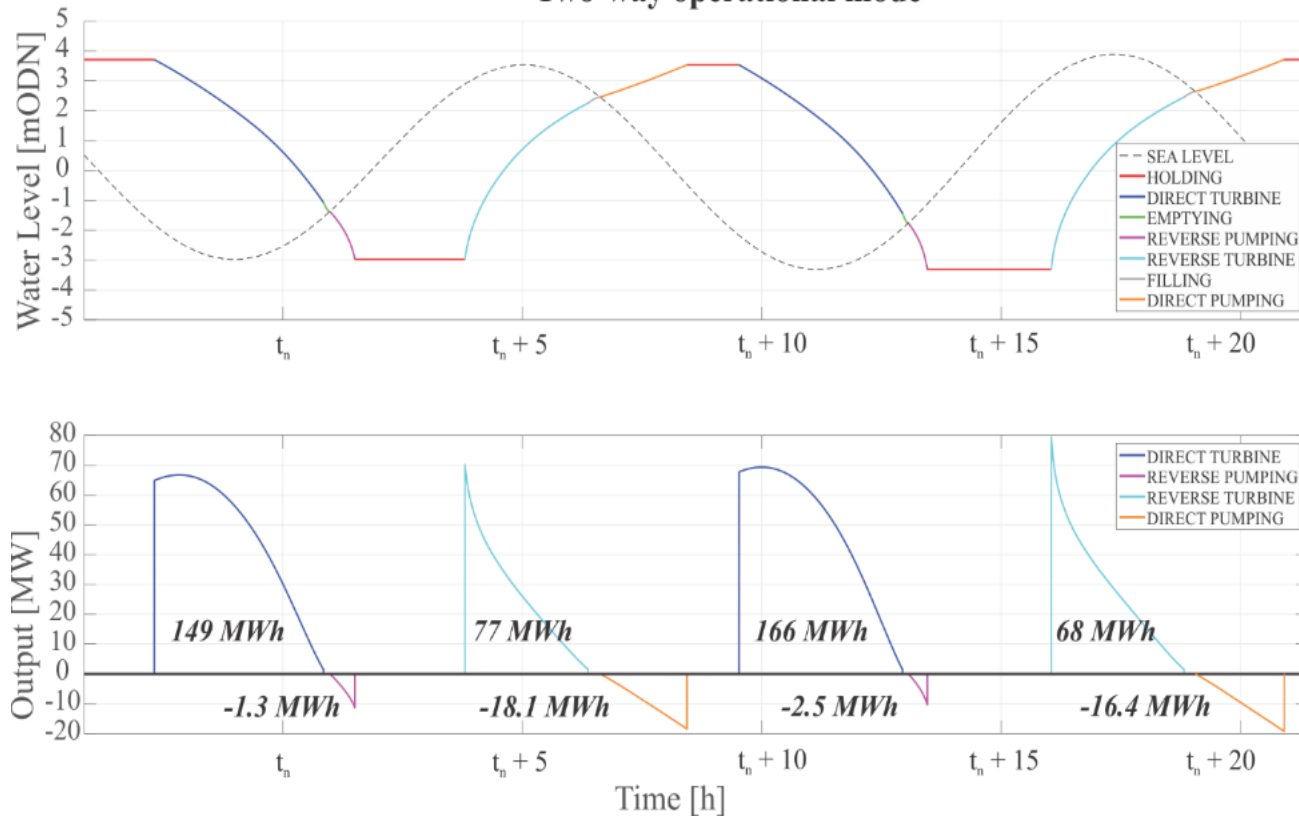 Two-way operational mode
Water Level [mODN]
5
4
3
2
1
0
-1
-2
-3
-4
-5
SEA LEVEL
HOLDING
DIRECT TURBINE
EMPTYING
REVERSE PUMPING
REVERSE TURBINE
FILLING
DIRECT PUMPING
tn
tn + 5
tn + 10
tn + 15
tn + 20
Output [MW]
80
70
60
50
40
30
20
10
0
-10
-20
DIRECT TURBINE
REVERSE PUMPING
REVERSE TURBINE
DIRECT PUMPING
149 MWh
77 MWh
166 MWh
68 MWh
-1.3 MWh
-18.1 MWh
-2.5 MWh
-16.4 MWh
tn
tn + 5
tn + 10
tn + 15
tn + 20
Time [h]